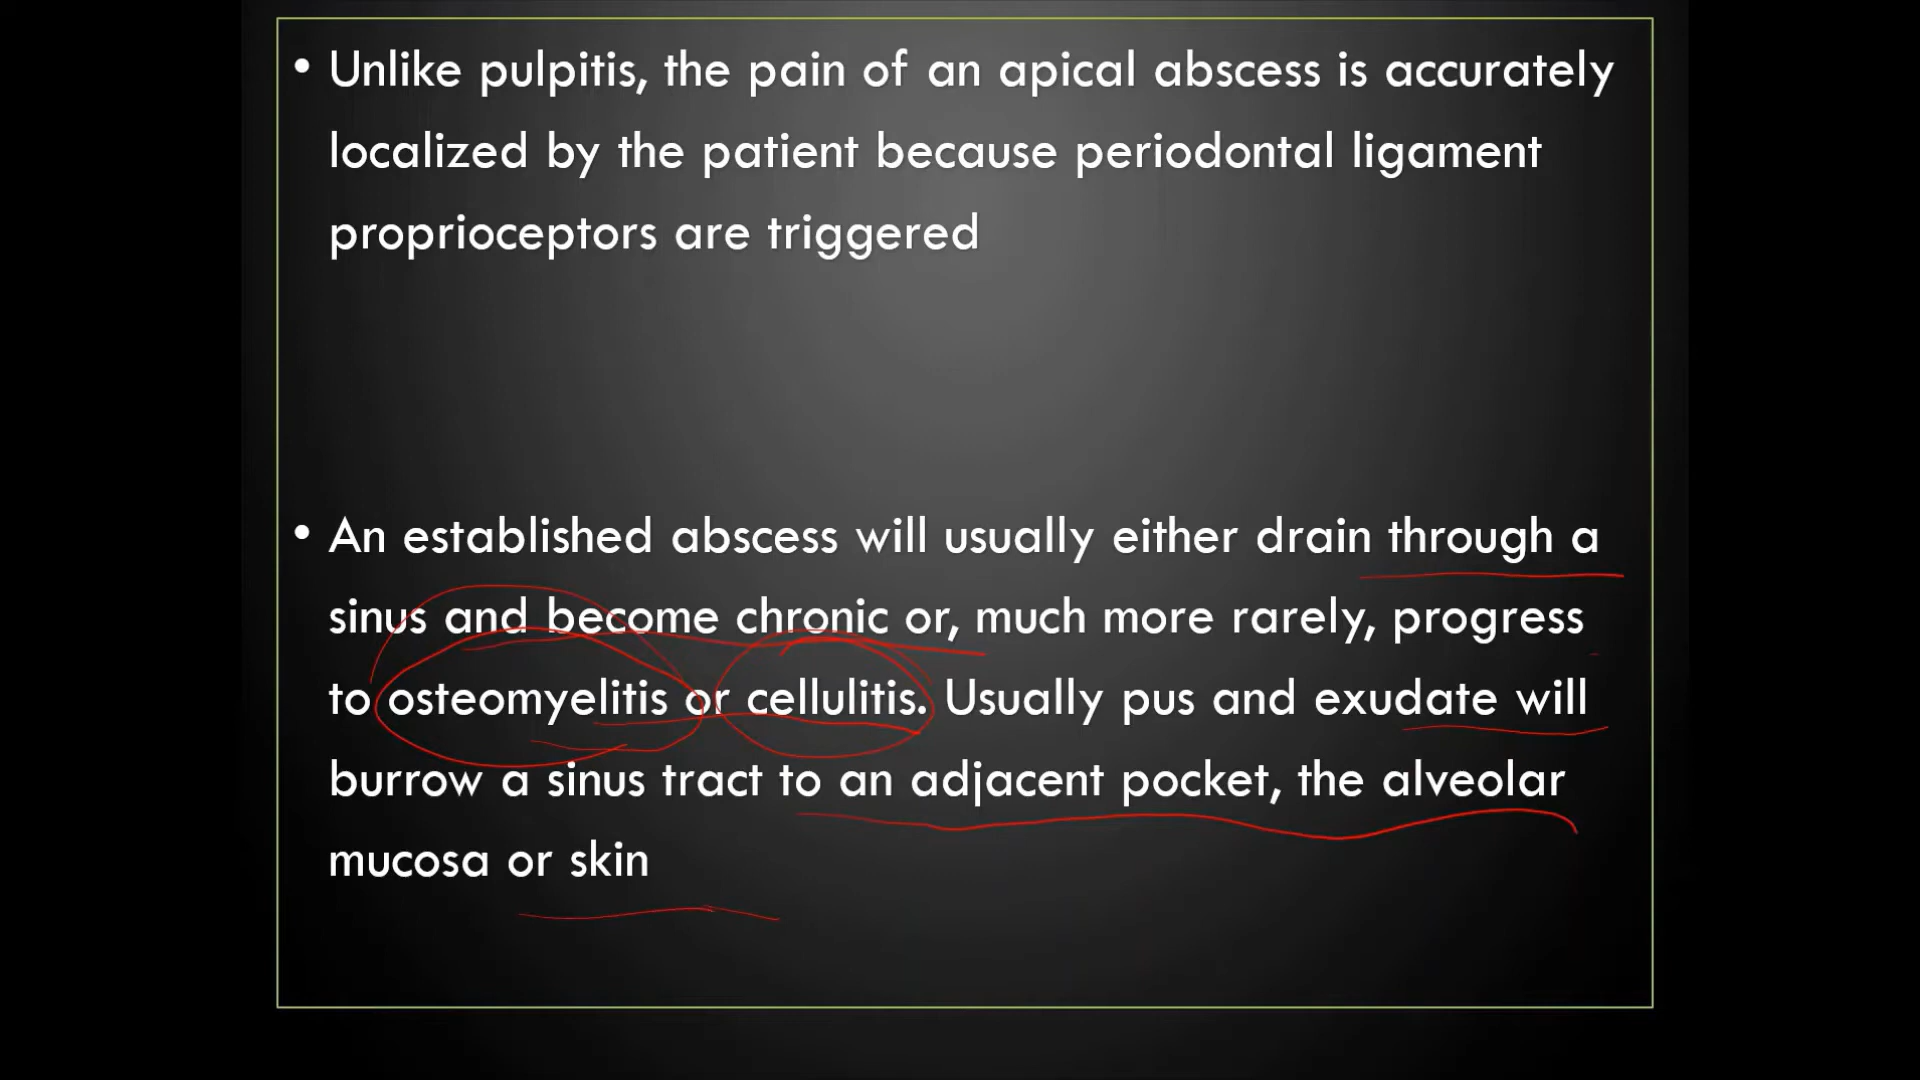 • Unlike pulpitis, the pain of an apical abscess is accurately
localized by the patient because periodontal ligament
proprioceptors are triggered
• An established abscess will usually either drain through a
sinus and become chronic or, much more rarely, progress
to osteomyelitis or cellulitis. Usually pus and exudate will
burrow a sinus tract to an adjacent pocket, the alveolar
mucosa or skin